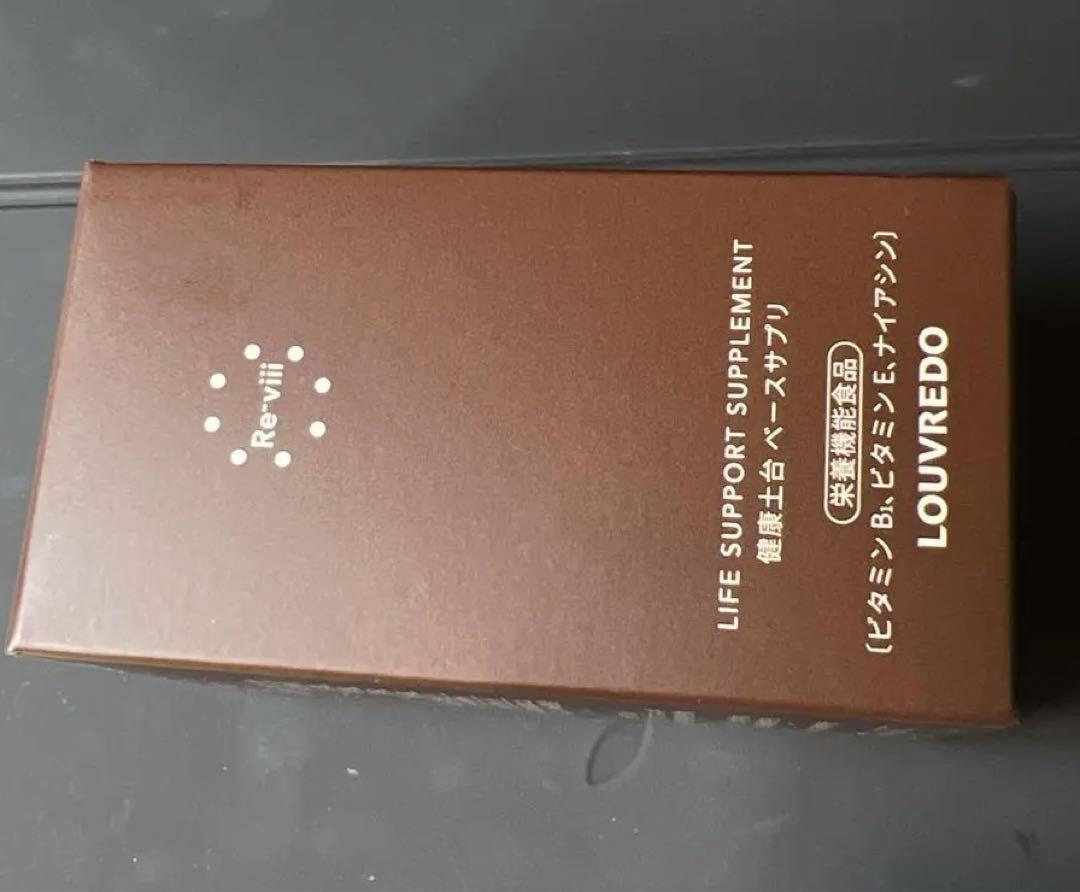 Re-viii
LIFE SUPPORT SUPPLEMENT
健康土台 ベースサプリ
栄養機能食品
〔ビタミンB₁、ビタミンE、ナイアシン〕
LOUVREDO